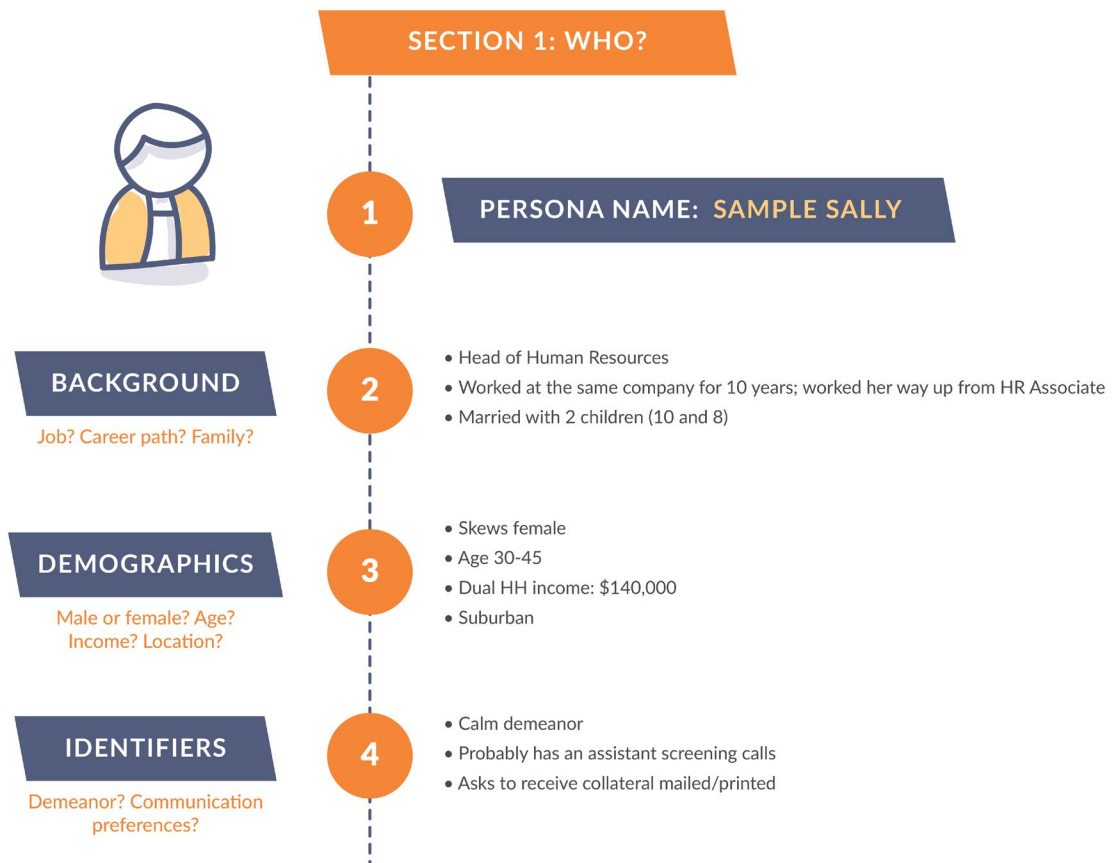 SECTION 1: WHO?
1
PERSONA NAME: SAMPLE SALLY
BACKGROUND
Job? Career path? Family?
2
• Head of Human Resources
• Worked at the same company for 10 years; worked her way up from HR Associate
• Married with 2 children (10 and 8)
DEMOGRAPHICS
Male or female? Age?
Income? Location?
3
• Skews female
• Age 30-45
• Dual HH income: $140,000
• Suburban
IDENTIFIERS
Demeanor? Communication
preferences?
4
• Calm demeanor
• Probably has an assistant screening calls
• Asks to receive collateral mailed/printed